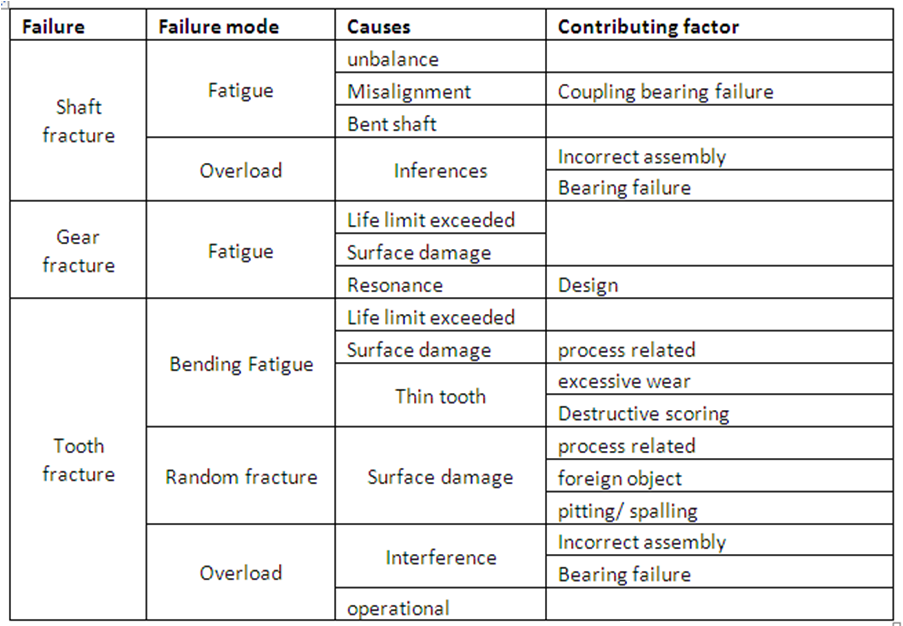 Failure Failure mode Causes Contributing factor
Shaft fracture Fatigue unbalance
Misalignment Coupling bearing failure
Bent shaft
Overload Inferences Incorrect assembly
Bearing failure
Gear fracture Fatigue Life limit exceeded
Surface damage
Resonance Design
Tooth fracture Bending Fatigue Life limit exceeded
Surface damage process related
Thin tooth excessive wear
Destructive scoring
Random fracture Surface damage process related
foreign object
pitting/ spalling
Overload Interference Incorrect assembly
Bearing failure
operational